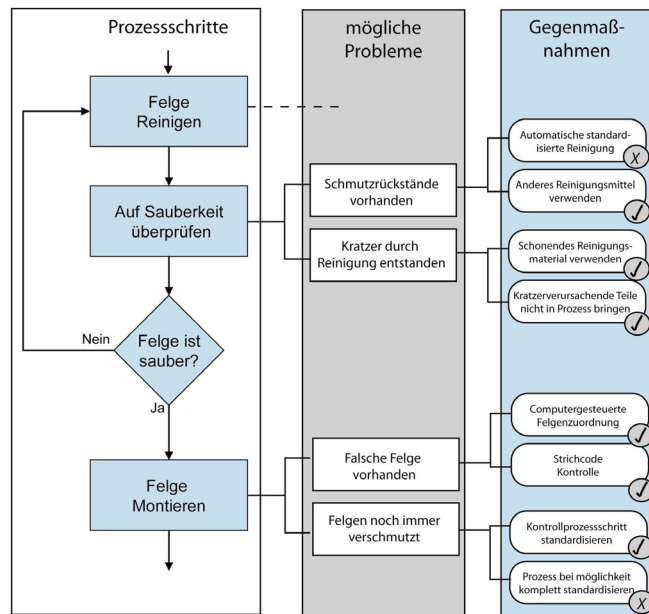 Prozessschritte
Felge
Reinigen
Auf Sauberkeit
überprüfen
Felge ist
sauber?
Nein
Ja
Felge
Montieren
mögliche
Probleme
Schmutzrückstände
vorhanden
Kratzer durch
Reinigung entstanden
Falsche Felge
vorhanden
Felgen noch immer
verschmutzt
Gegenmaß-
nahmen
Automatische standard-
isierte Reinigung
X
Anderes Reinigungsmittel
verwenden
✓
Schonendes Reinigungs-
material verwenden
✓
Kratzerverursachende Teile
nicht in Prozess bringen
✓
Computergesteuerte
Felgenzuordnung
✓
Strichcode
Kontrolle
✓
Kontrollprozessschritt
standardisieren
✓
Prozess bei möglichkeit
komplett standardisieren
X